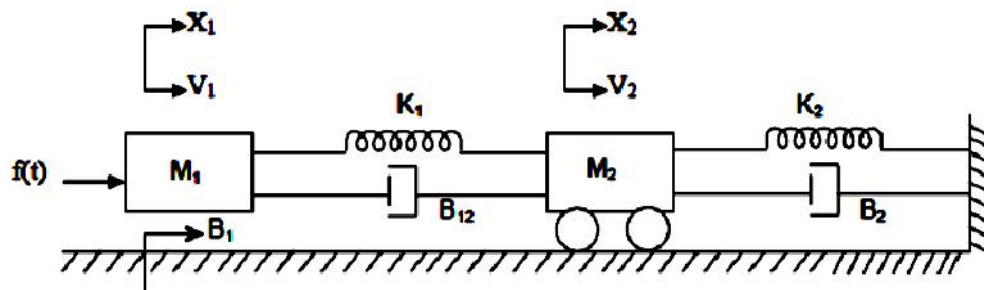 X₁ X₂
V₁ V₂
K₁ K₂
f(t) M₁ M₂
B₁ B₁₂ B₂